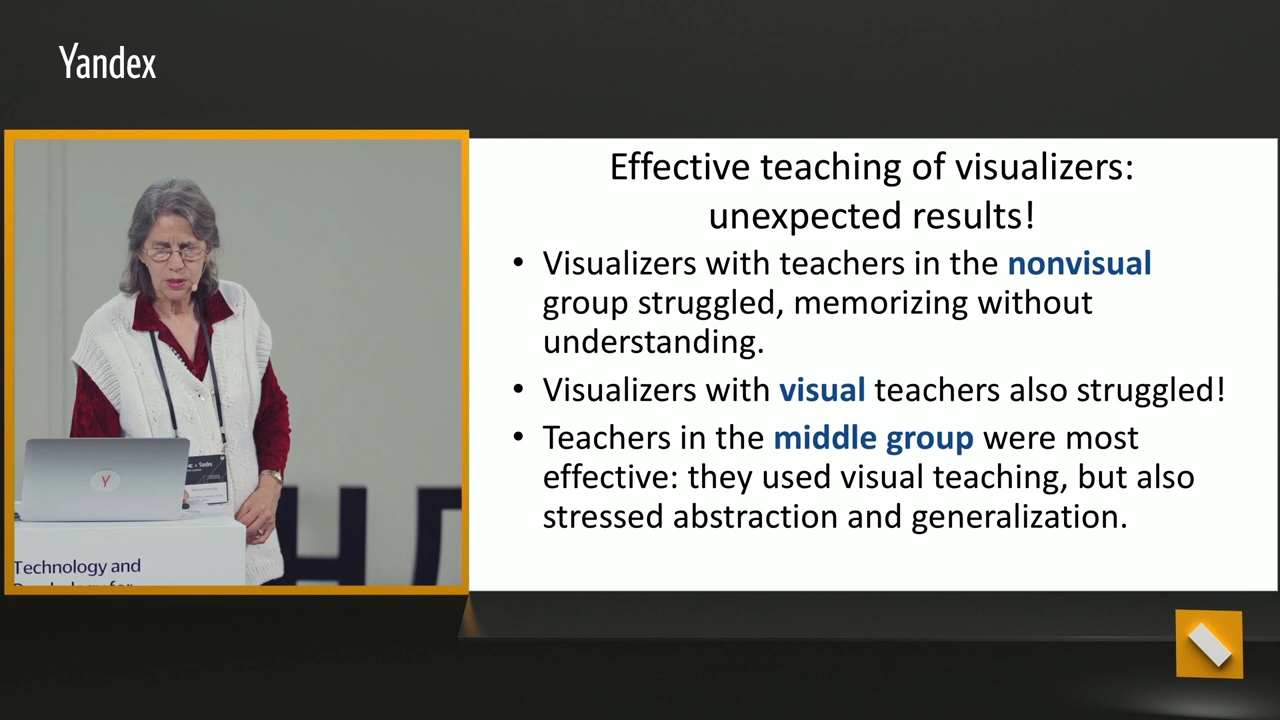 Yandex
Effective teaching of visualizers:
unexpected results!
• Visualizers with teachers in the nonvisual
group struggled, memorizing without
understanding.
• Visualizers with visual teachers also struggled!
• Teachers in the middle group were most
effective: they used visual teaching, but also
stressed abstraction and generalization.
Y
Yandex
Technology and